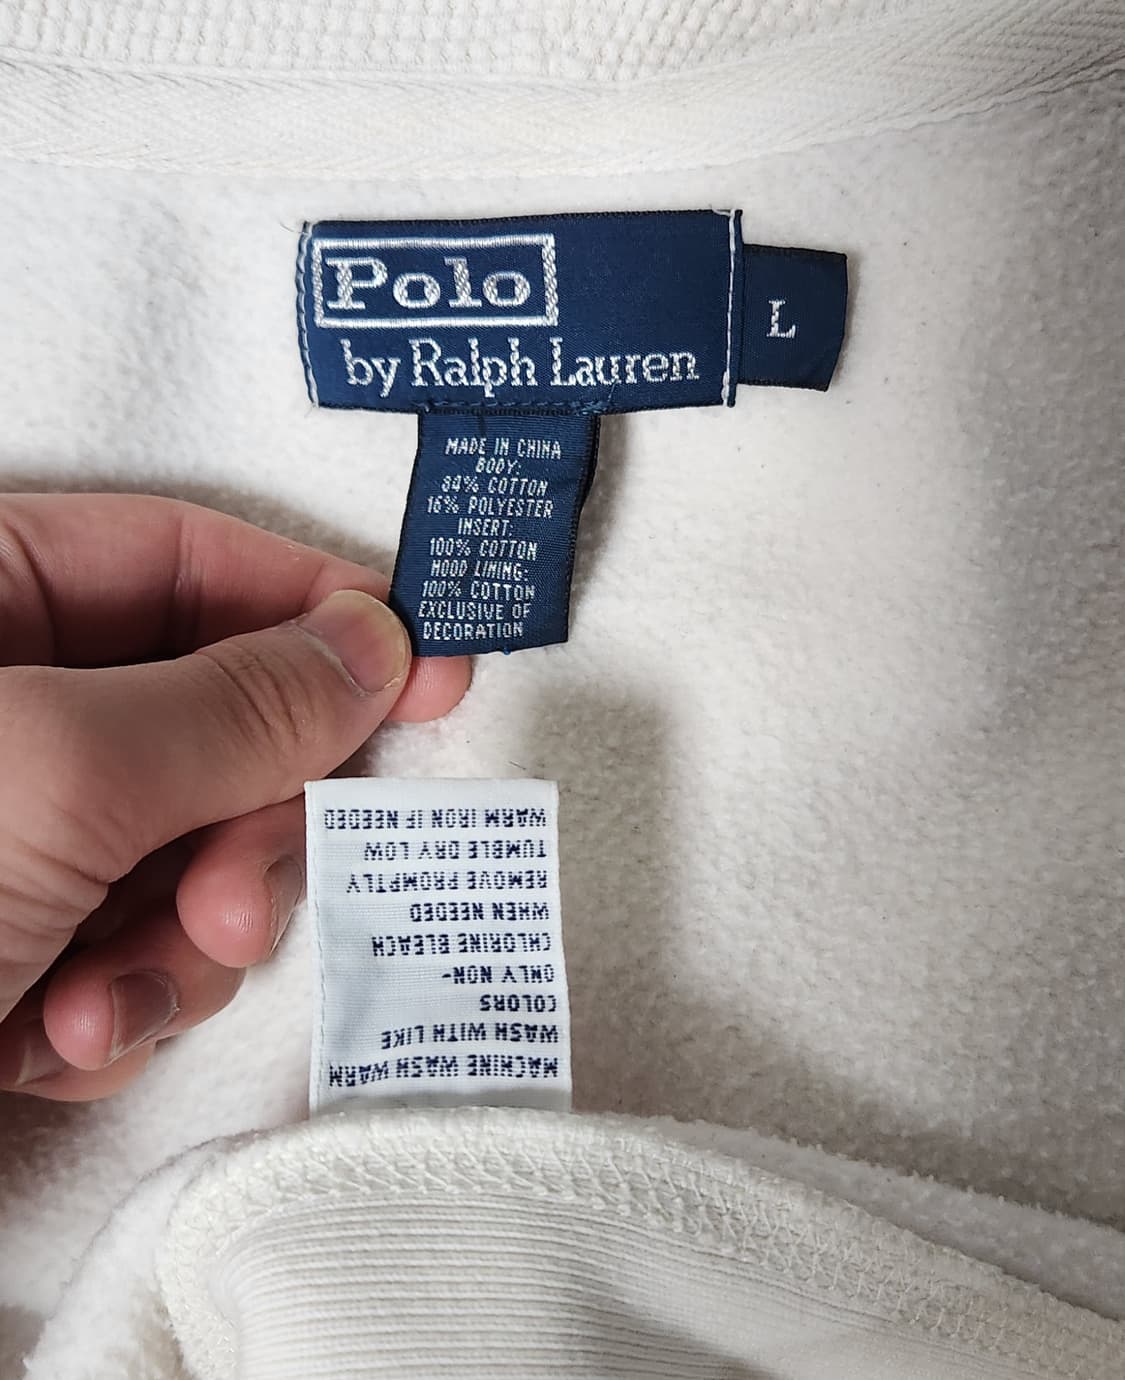 Polo
by Ralph Lauren
L
MADE IN CHINA
BODY:
84% COTTON
16% POLYESTER
INSERT:
100% COTTON
HOOD LINING:
100% COTTON
EXCLUSIVE OF
DECORATION
MACHINE WASH WARM
WASH WITH LIKE
COLORS
ONLY NON-
CHLORINE BLEACH
WHEN NEEDED
REMOVE PROMPTLY
TUMBLE DRY LOW
WARM IRON IF NEEDED